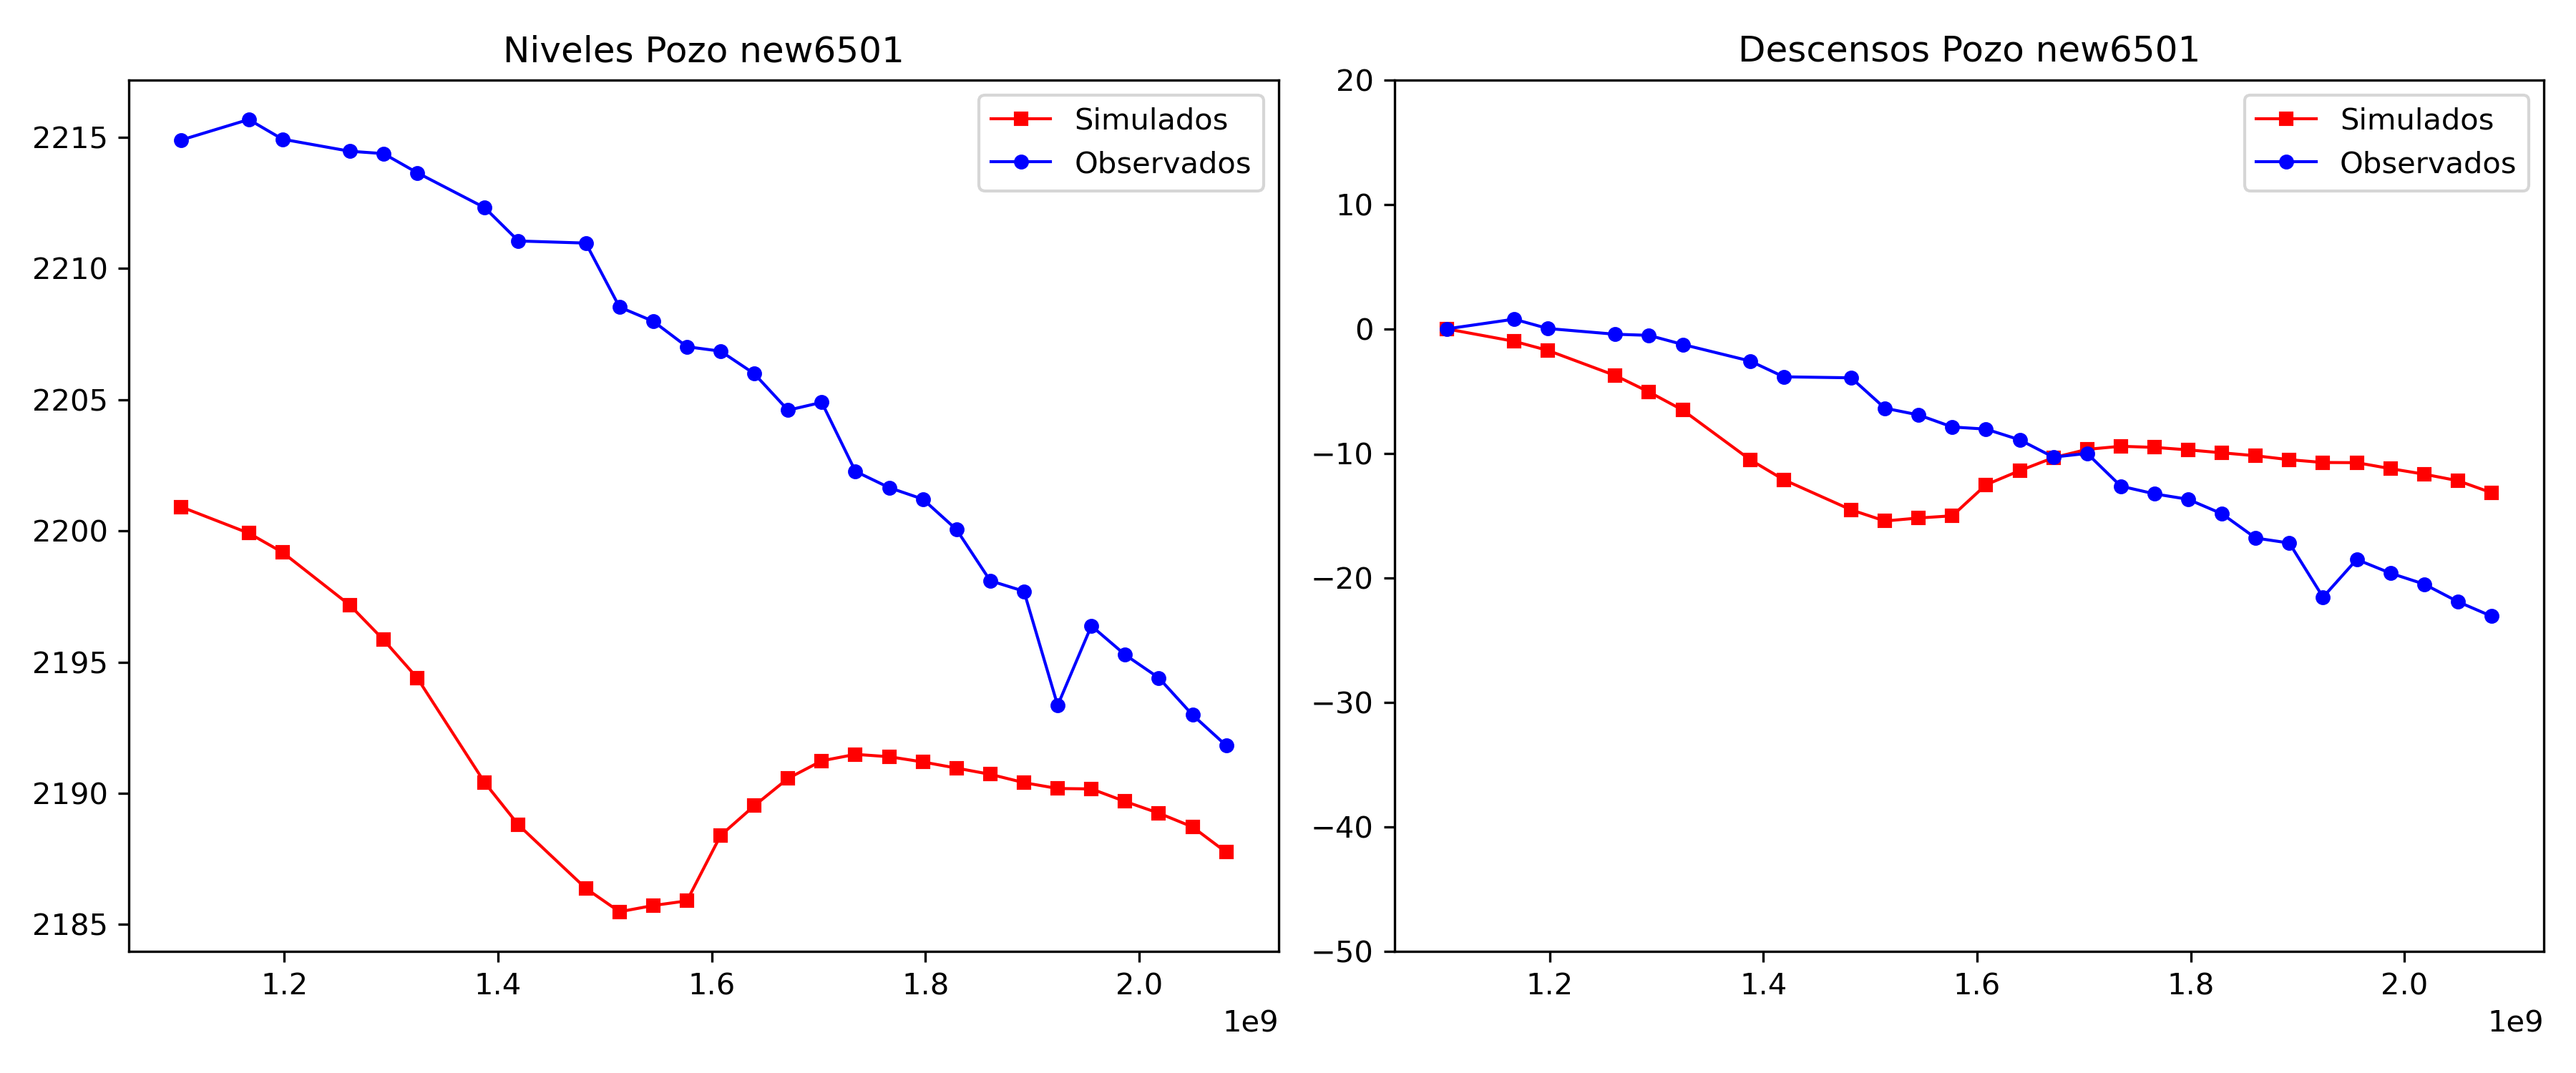 Niveles Pozo new6501
2215
2210
2205
2200
2195
2190
2185
1.2 1.4 1.6 1.8 2.0
1e9
Simulados
Observados
Descensos Pozo new6501
20
10
0
−10
−20
−30
−40
−50
1.2 1.4 1.6 1.8 2.0
1e9
Simulados
Observados